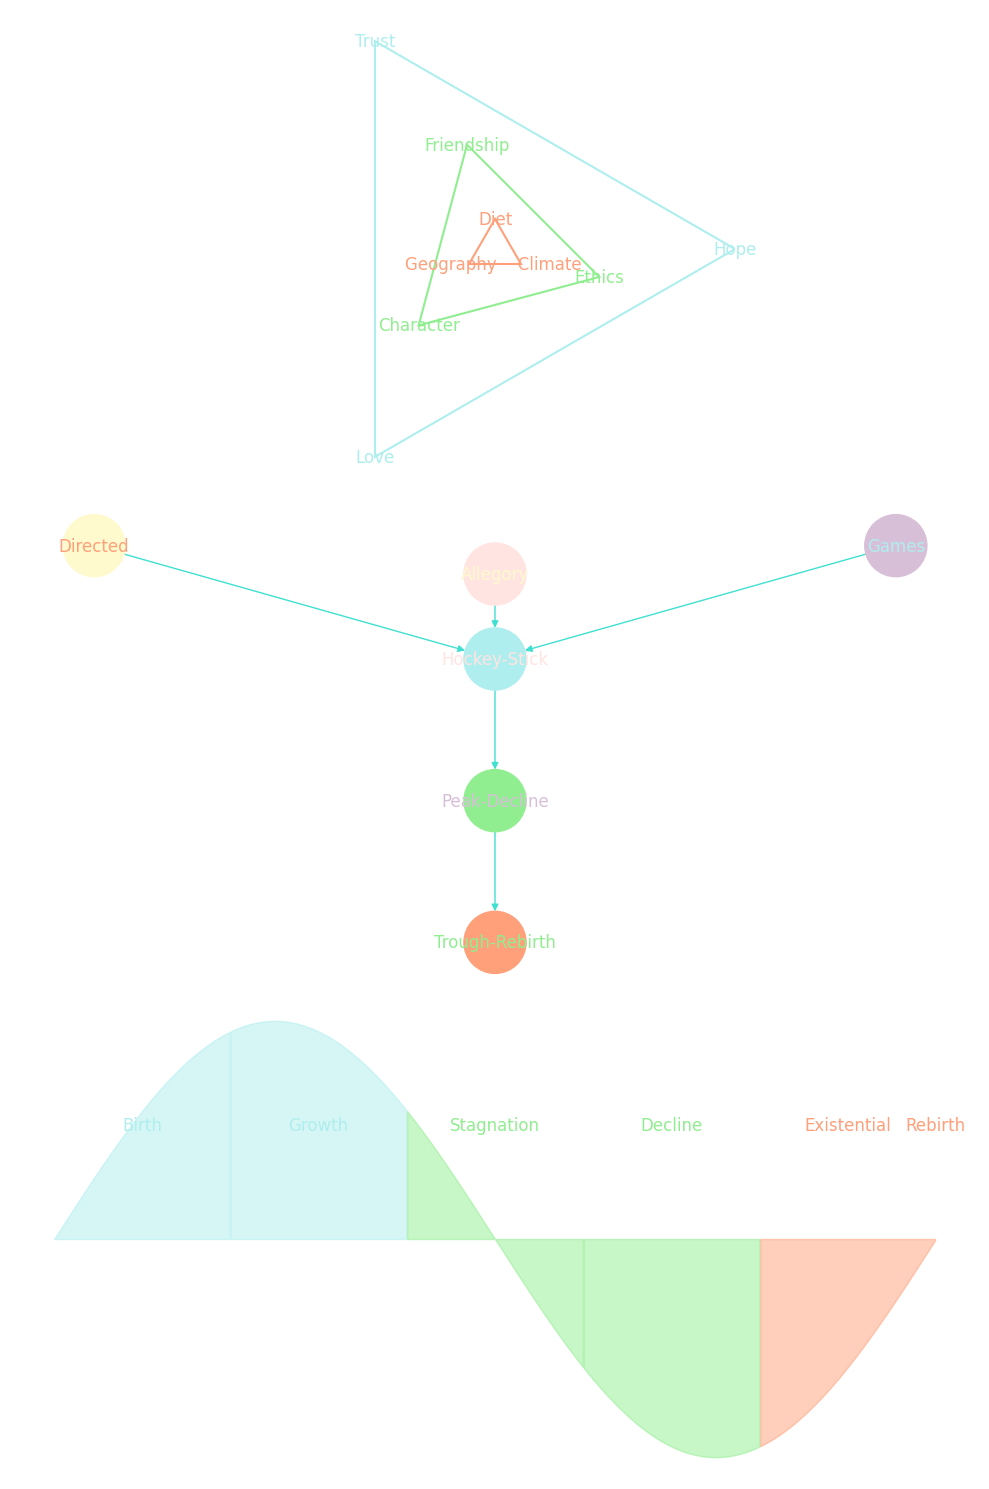 Trust
Friendship
Diet
Hope
Geography
Climate
Ethics
Character
Love
Directed
Games
Allegory
Hockey-Stick
Peak-Decline
Trough-Rebirth
Birth
Growth
Stagnation
Decline
Existential
Rebirth